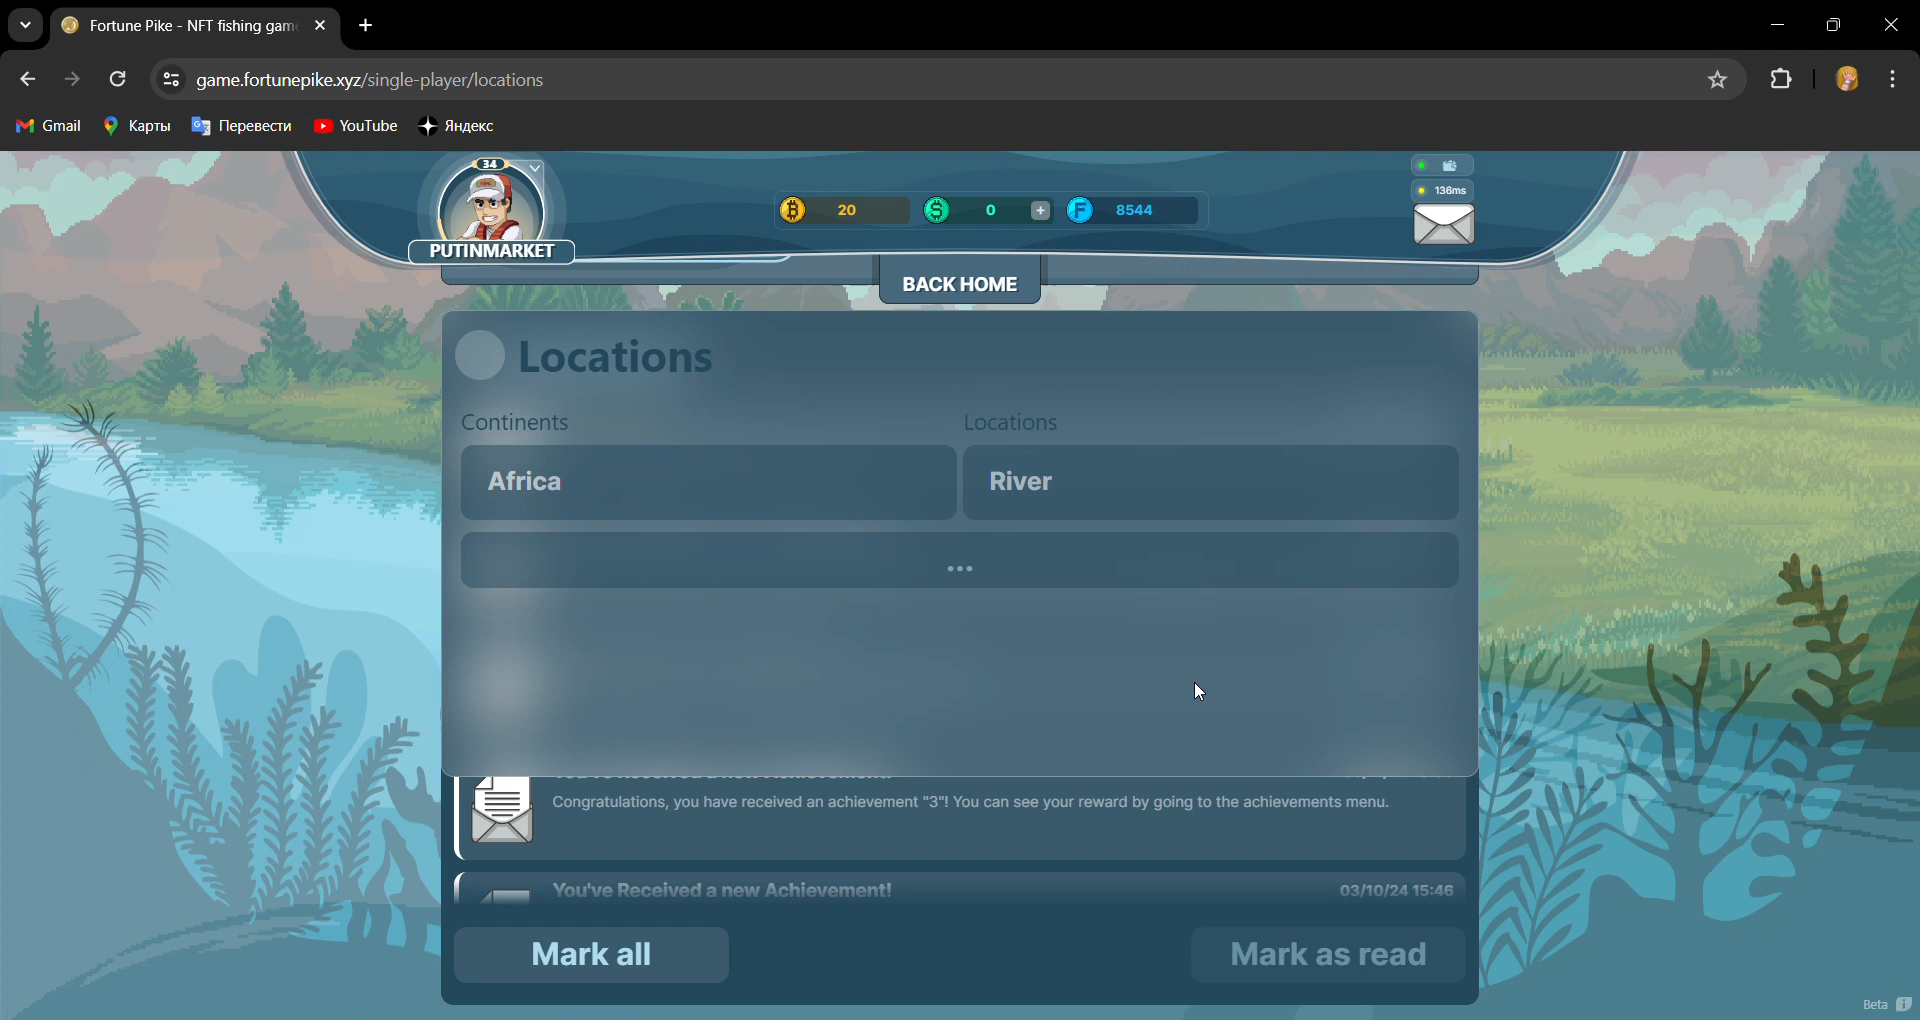 Fortune Pike - NFT fishing gam
game.fortunepike.xyz/single-player/locations
Gmail
Карты
Перевести
YouTube
Яндекс
34
PUTINMARKET
20
0
+
8544
136ms
BACK HOME
Locations
Continents
Locations
Africa
River
...
Congratulations, you have received an achievement "3"! You can see your reward by going to the achievements menu.
You've Received a new Achievement!
03/10/24 15:46
Mark all
Mark as read
Beta